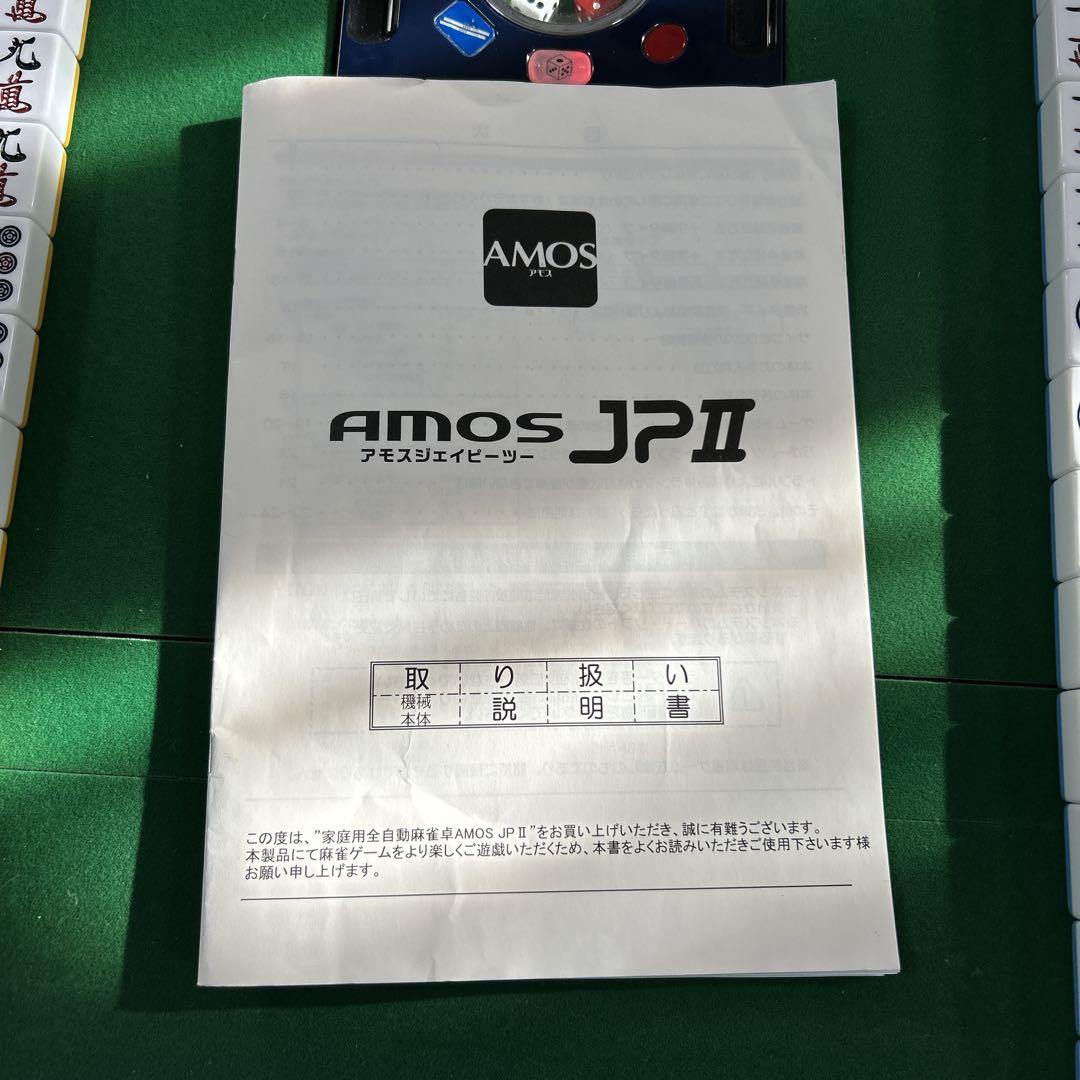 萬
九萬
九萬
AMOS
アモス
AMOS JPⅡ
アモスジェイピーツー
取り扱い
機械本体 説明書
この度は、”家庭用全自動麻雀卓AMOS JPⅡ”をお買い上げいただき、誠に有難うございます。
本製品にて麻雀ゲームをより楽しくご遊戯いただくため、本書をよくお読みいただきご使用下さいます様
お願い申し上げます。